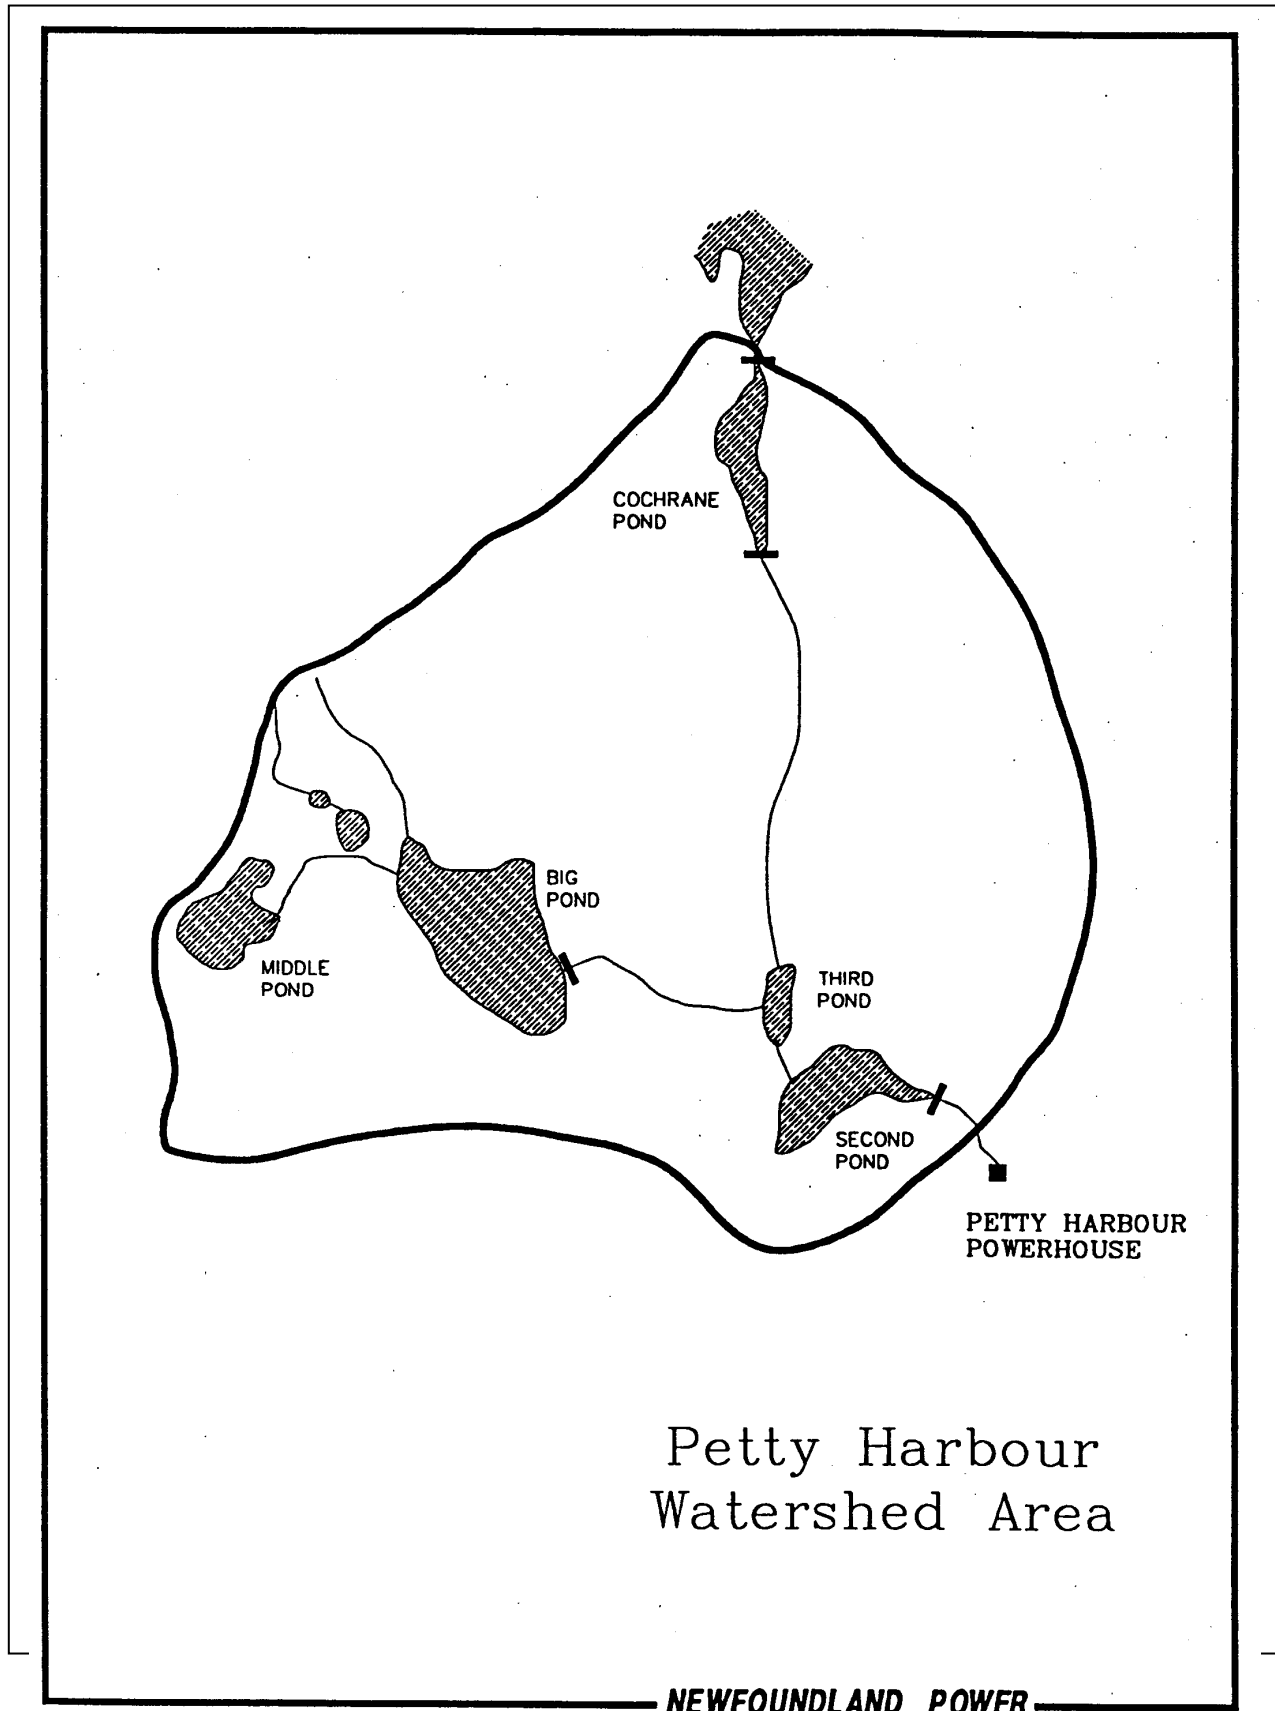 COCHRANE
POND
BIG
POND
MIDDLE
POND
THIRD
POND
SECOND
POND
PETTY HARBOUR
POWERHOUSE
Petty Harbour
Watershed Area
NEWFOUNDLAND POWER